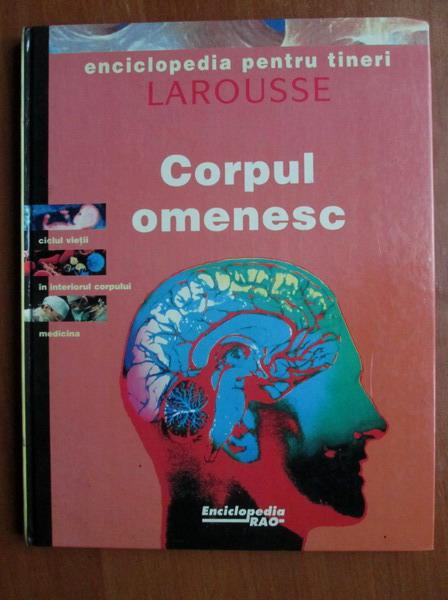 enciclopedia pentru tineri
LAROUSSE
Corpul
omenesc
ciclul vieții
în interiorul corpului
medicina
Enciclopedia
RAO